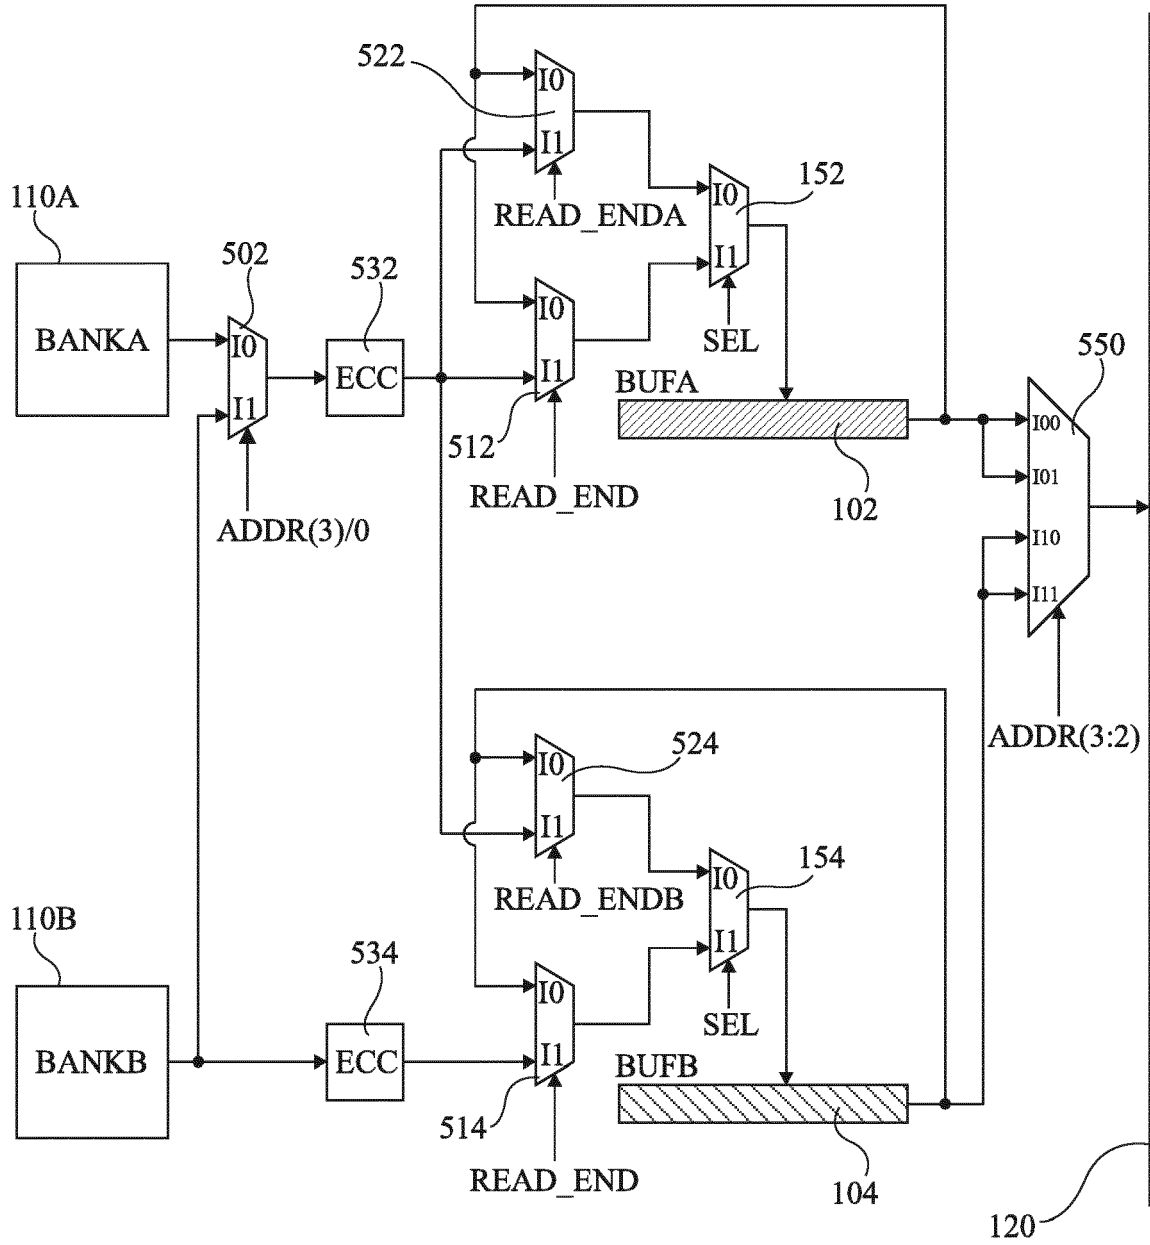 522
I0
I1
READ_ENDA
152
I0
I1
SEL
110A
BANKA
502
I0
I1
ADDR(3)/0
532
ECC
I0
I1
512
READ_END
BUFA
102
550
I00
I01
I10
I11
ADDR(3:2)
524
I0
I1
READ_ENDB
154
I0
I1
SEL
110B
BANKB
534
ECC
I0
I1
514
READ_END
BUFB
104
120